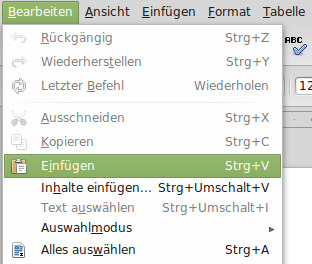 Bearbeiten Ansicht Einfügen Format Tabelle
Rückgängig Strg+Z
ABC
Wiederherstellen Strg+Y
Letzter Befehl Wiederholen
12
Ausschneiden Strg+X
Kopieren Strg+C
Einfügen Strg+V
Inhalte einfügen... Strg+Umschalt+V
Text auswählen Strg+Umschalt+I
Auswahlmodus
Alles auswählen Strg+A